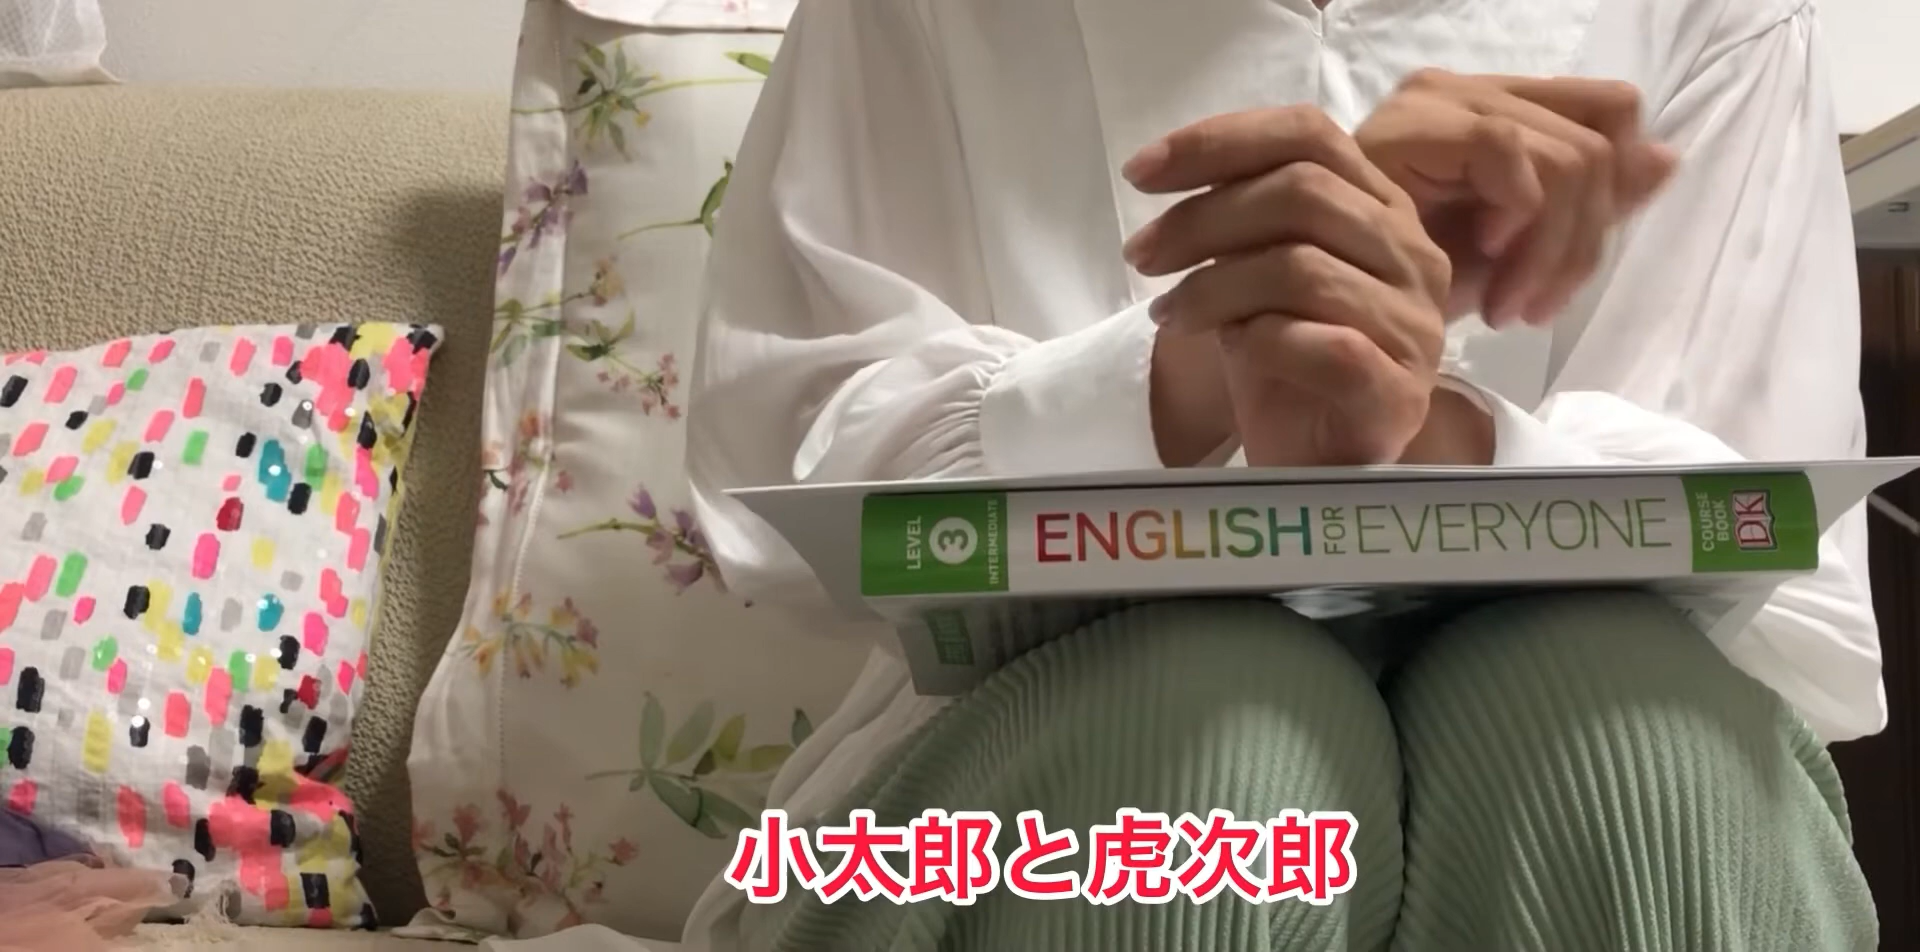 LEVEL
3
INTERMEDIATE
ENGLISH
FOR
EVERYONE
COURSE
BOOK
DK
小太郎と虎次郎